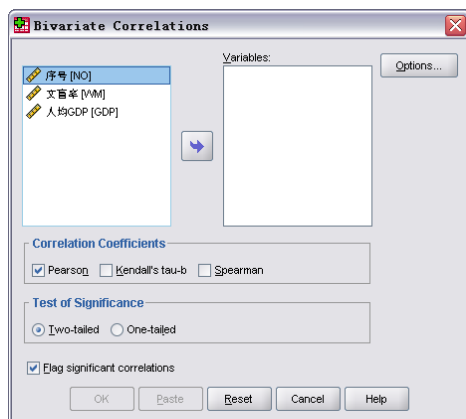 Bivariate Correlations
Variables:
Options...
序号 [NO]
文盲率 [WM]
人均GDP [GDP]
Correlation Coefficients
Pearson Kendall's tau-b Spearman
Test of Significance
Two-tailed One-tailed
Flag significant correlations
OK Paste Reset Cancel Help